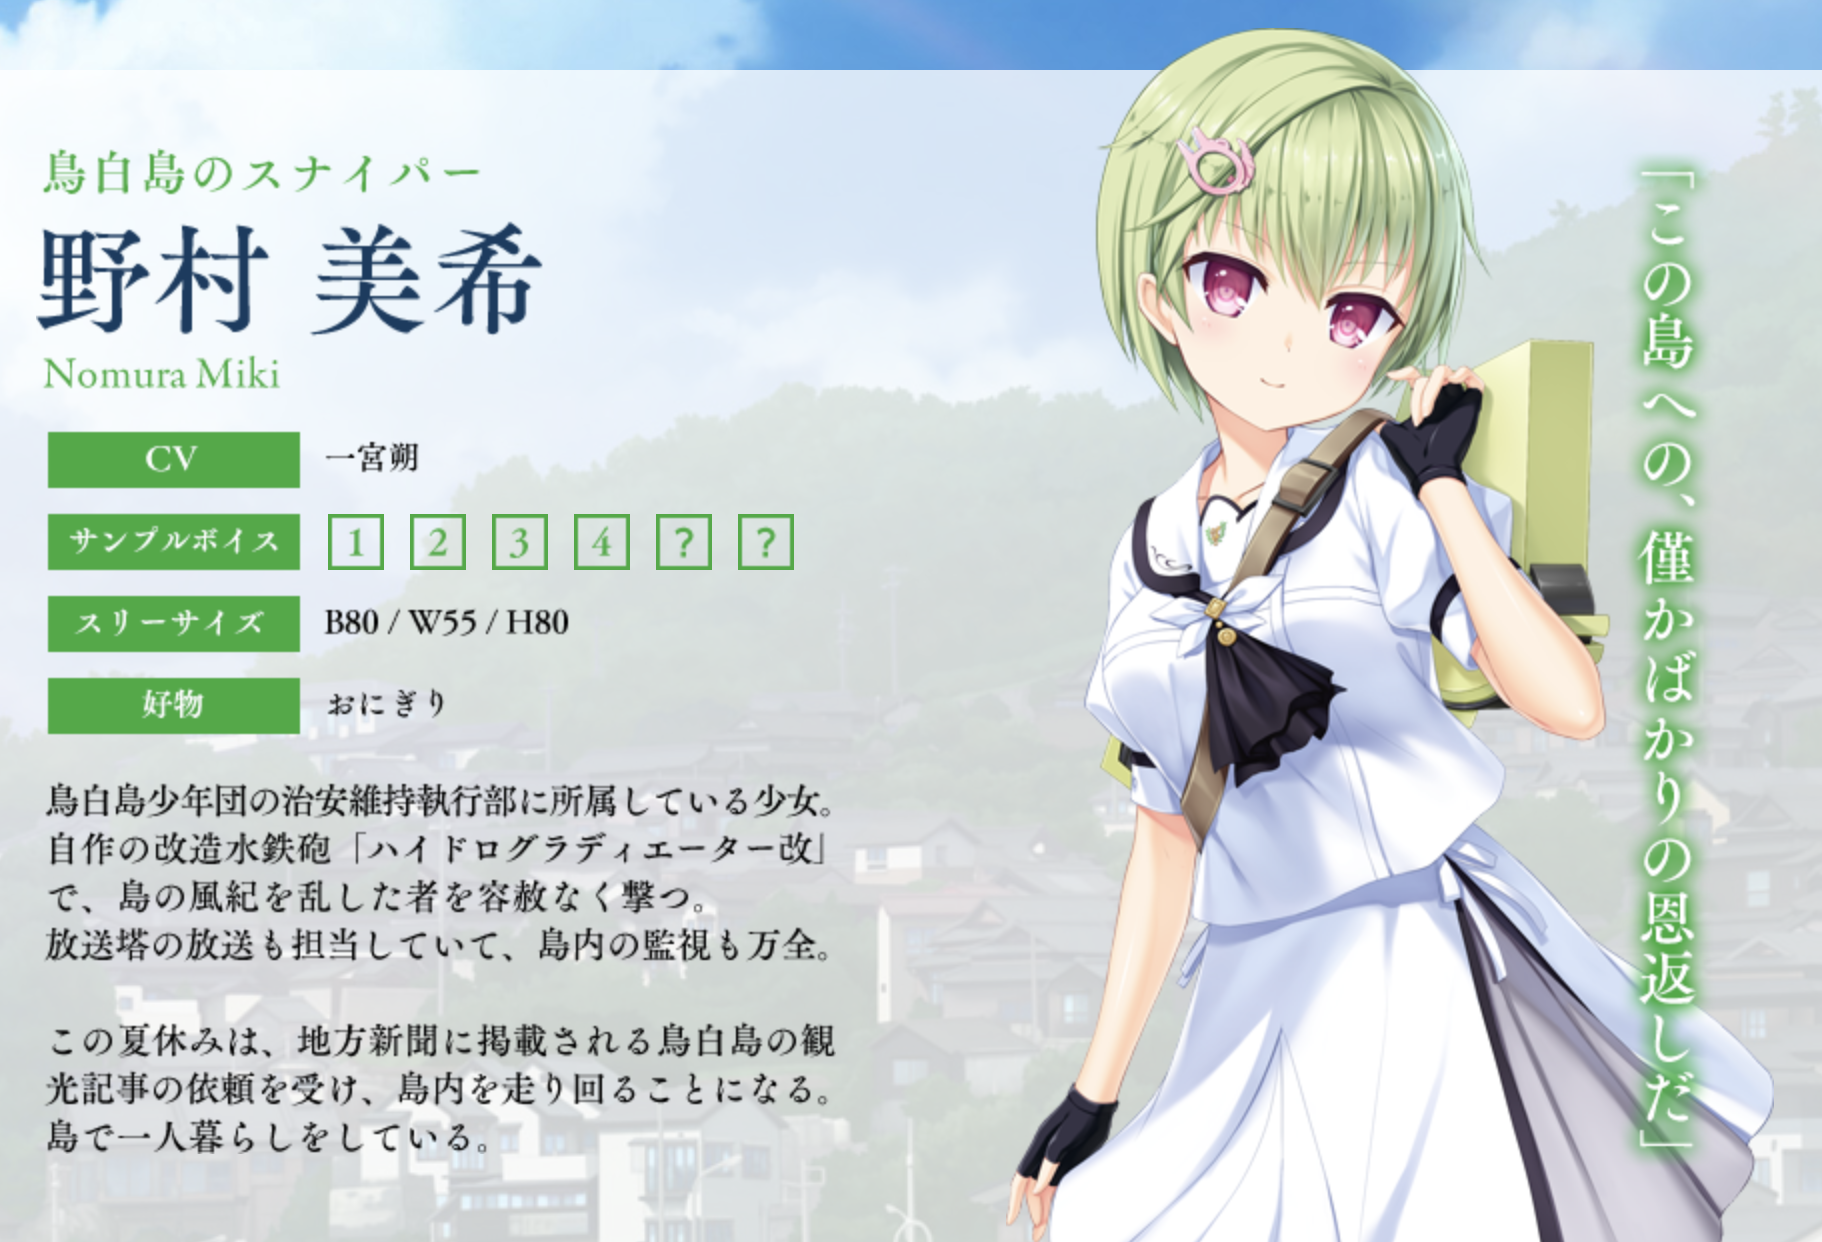 鳥白島のスナイパー
野村 美希
Nomura Miki
CV 一宮朔
サンプルボイス 1 2 3 4 ? ?
スリーサイズ B80 / W55 / H80
好物 おにぎり
鳥白島少年団の治安維持執行部に所属している少女。
自作の改造水鉄砲「ハイドログラディエーター改」
で、島の風紀を乱した者を容赦なく撃つ。
放送塔の放送も担当していて、島内の監視も万全。
この夏休みは、地方新聞に掲載される鳥白島の観
光記事の依頼を受け、島内を走り回ることになる。
島で一人暮らしをしている。
「この島への、僅かばかりの恩返しだ」